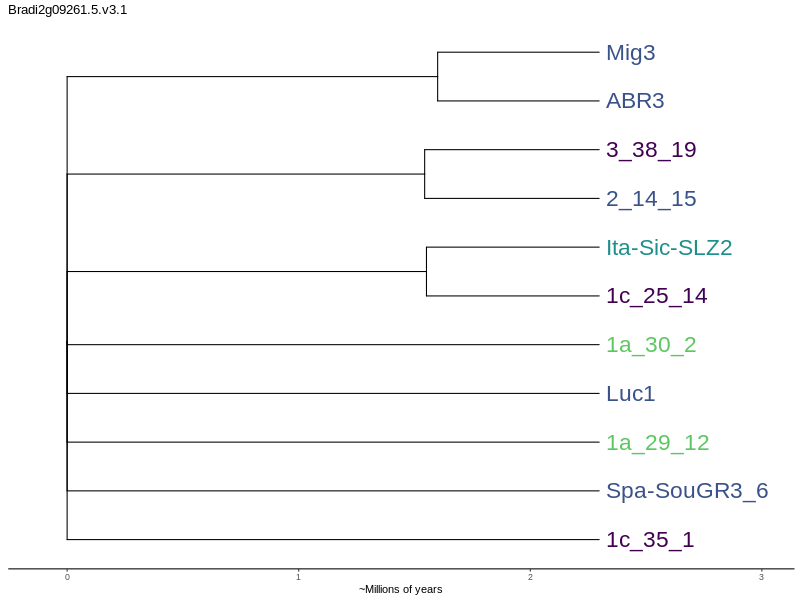 Bradi2g09261.5.v3.1
Mig3
ABR3
3_38_19
2_14_15
Ita-Sic-SLZ2
1c_25_14
1a_30_2
Luc1
1a_29_12
Spa-SouGR3_6
1c_35_1
0 1 2 3
~Millions of years